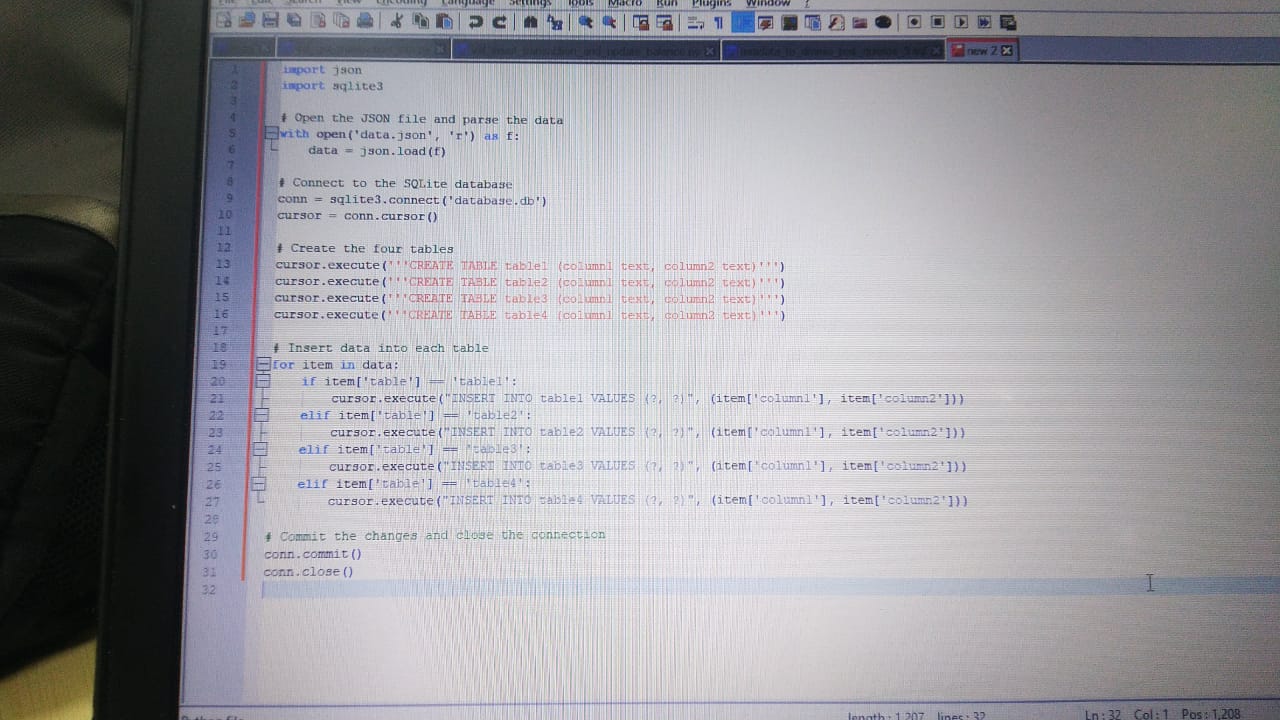 File Edit Search View Encoding Language Settings Tools Macro Run Plugins Window ?
new 2
1 import json
2 import sqlite3
3
4 # Open the JSON file and parse the data
5 with open('data.json', 'r') as f:
6 data = json.load(f)
7
8 # Connect to the SQLite database
9 conn = sqlite3.connect('database.db')
10 cursor = conn.cursor()
11
12 # Create the four tables
13 cursor.execute('''CREATE TABLE table1 (column1 text, column2 text)''')
14 cursor.execute('''CREATE TABLE table2 (column1 text, column2 text)''')
15 cursor.execute('''CREATE TABLE table3 (column1 text, column2 text)''')
16 cursor.execute('''CREATE TABLE table4 (column1 text, column2 text)''')
17
18 # Insert data into each table
19 for item in data:
20 if item['table'] == 'table1':
21 cursor.execute("INSERT INTO table1 VALUES (?, ?)", (item['column1'], item['column2']))
22 elif item['table'] == 'table2':
23 cursor.execute("INSERT INTO table2 VALUES (?, ?)", (item['column1'], item['column2']))
24 elif item['table'] == 'table3':
25 cursor.execute("INSERT INTO table3 VALUES (?, ?)", (item['column1'], item['column2']))
26 elif item['table'] == 'table4':
27 cursor.execute("INSERT INTO table4 VALUES (?, ?)", (item['column1'], item['column2']))
28
29 # Commit the changes and close the connection
30 conn.commit()
31 conn.close()
32
Python file length : 1,207 lines : 32 Ln : 32 Col : 1 Pos : 1,208